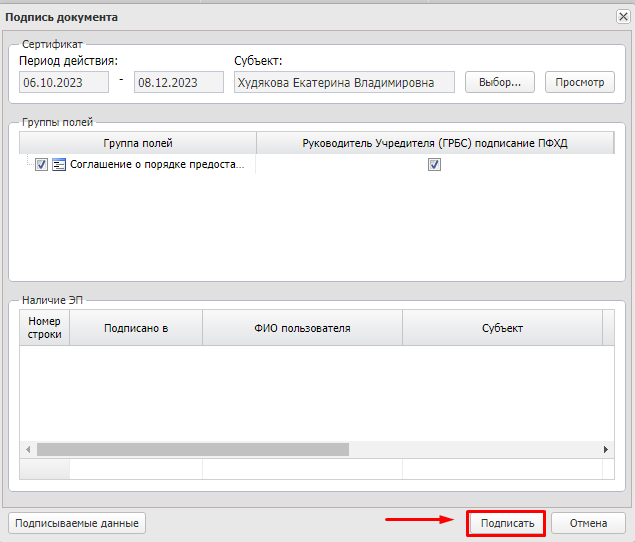 Подпись документа
Сертификат
Период действия: Субъект:
06.10.2023 - 08.12.2023 Худякова Екатерина Владимировна Выбор... Просмотр
Группы полей
Группа полей Руководитель Учредителя (ГРБС) подписание ПФХД
Соглашение о порядке предоста...
Наличие ЭП
Номер строки Подписано в ФИО пользователя Субъект
Подписываемые данные Подписать Отмена